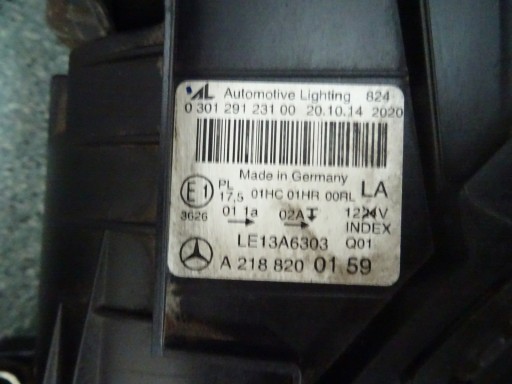 AL Automotive Lighting 824
0 301 291 231 00 20.10.14 2020
Made in Germany
E1 PL 17,5 01HC 01HR 00RL LA
3626 01 1a 02A 1224V
INDEX
LE13A6303 Q01
A 218 820 01 59